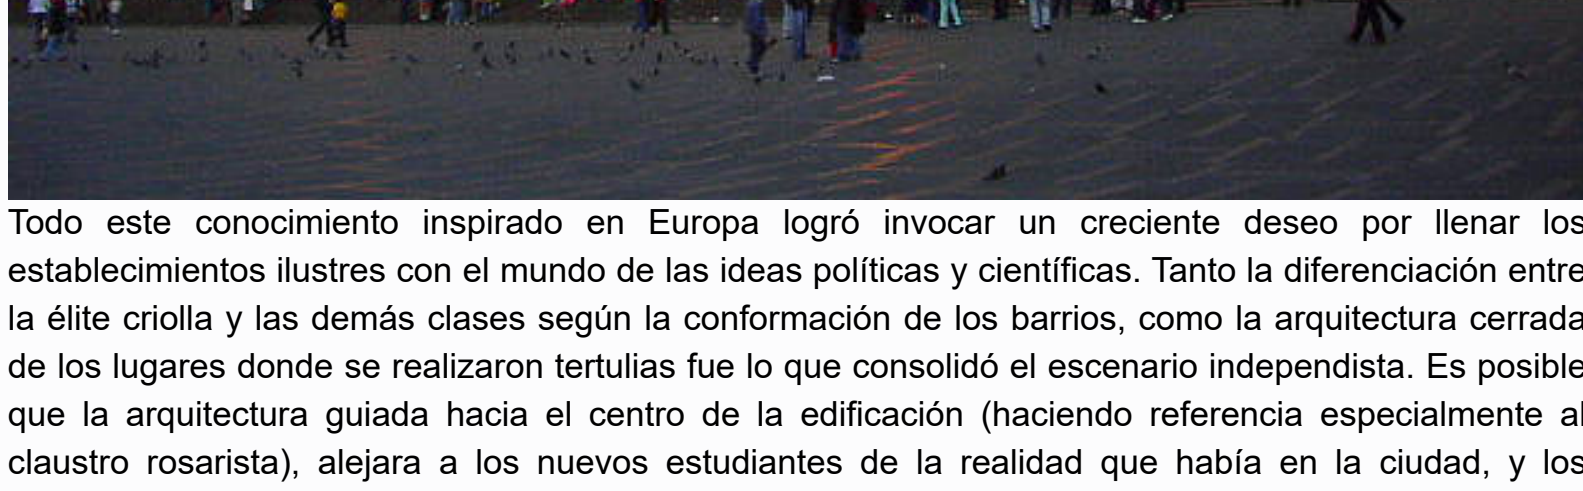 Todo este conocimiento inspirado en Europa logró invocar un creciente deseo por llenar los
establecimientos ilustres con el mundo de las ideas políticas y científicas. Tanto la diferenciación entre
la élite criolla y las demás clases según la conformación de los barrios, como la arquitectura cerrada
de los lugares donde se realizaron tertulias fue lo que consolidó el escenario independista. Es posible
que la arquitectura guiada hacia el centro de la edificación (haciendo referencia especialmente al
claustro rosarista), alejara a los nuevos estudiantes de la realidad que había en la ciudad, y los